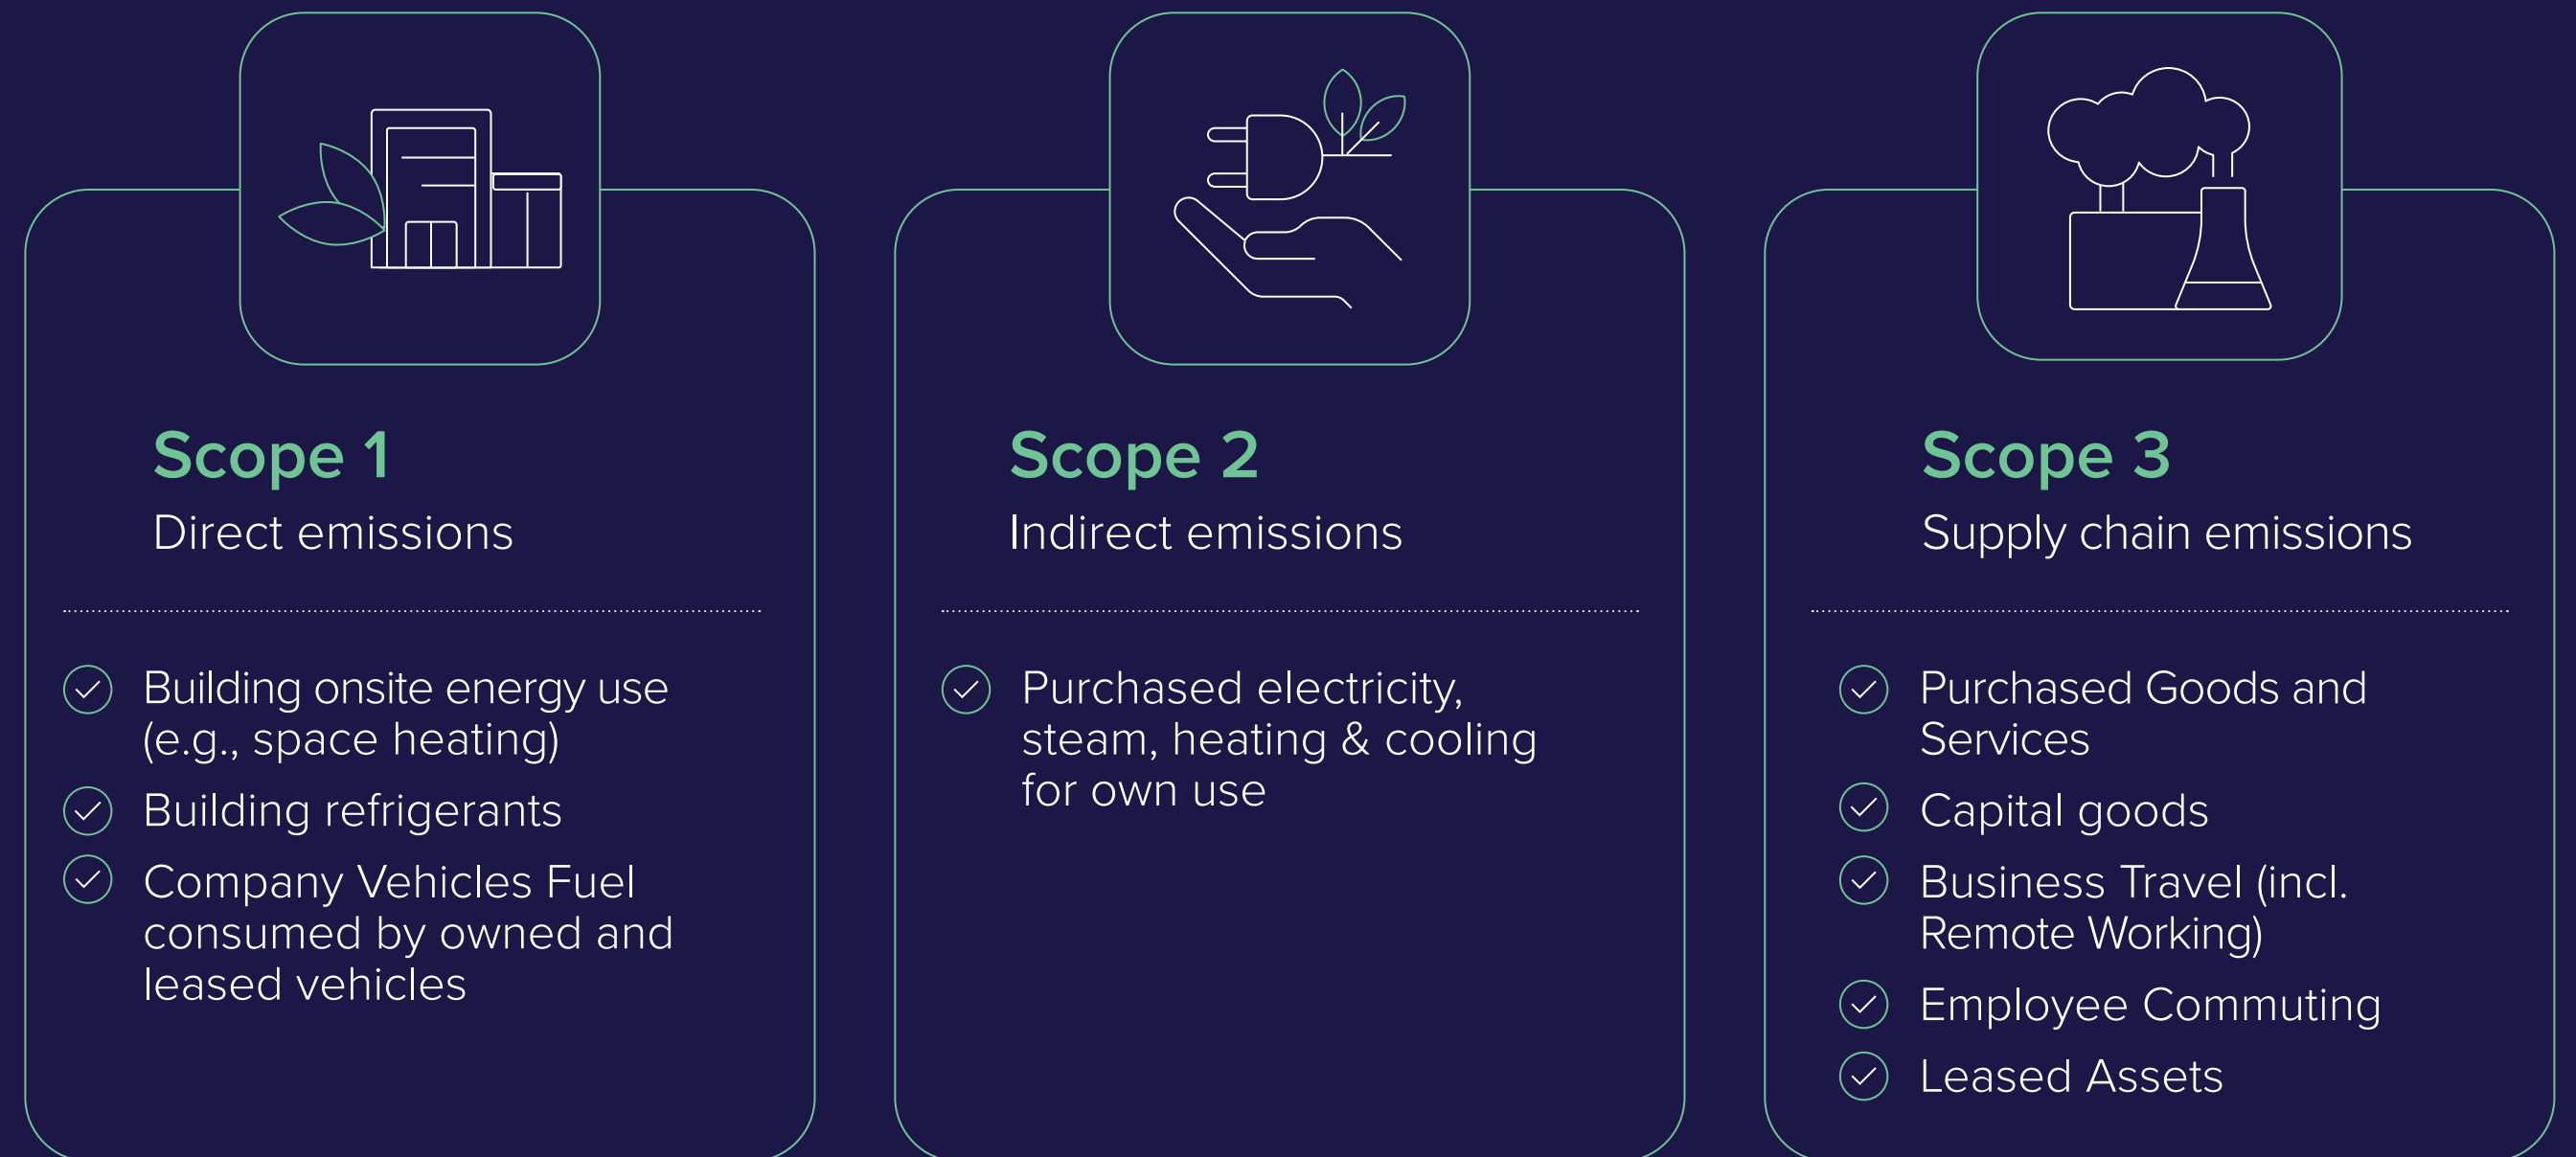 Scope 1
Direct emissions
Building onsite energy use
(e.g., space heating)
Building refrigerants
Company Vehicles Fuel
consumed by owned and
leased vehicles
Scope 2
Indirect emissions
Purchased electricity,
steam, heating & cooling
for own use
Scope 3
Supply chain emissions
Purchased Goods and
Services
Capital goods
Business Travel (incl.
Remote Working)
Employee Commuting
Leased Assets